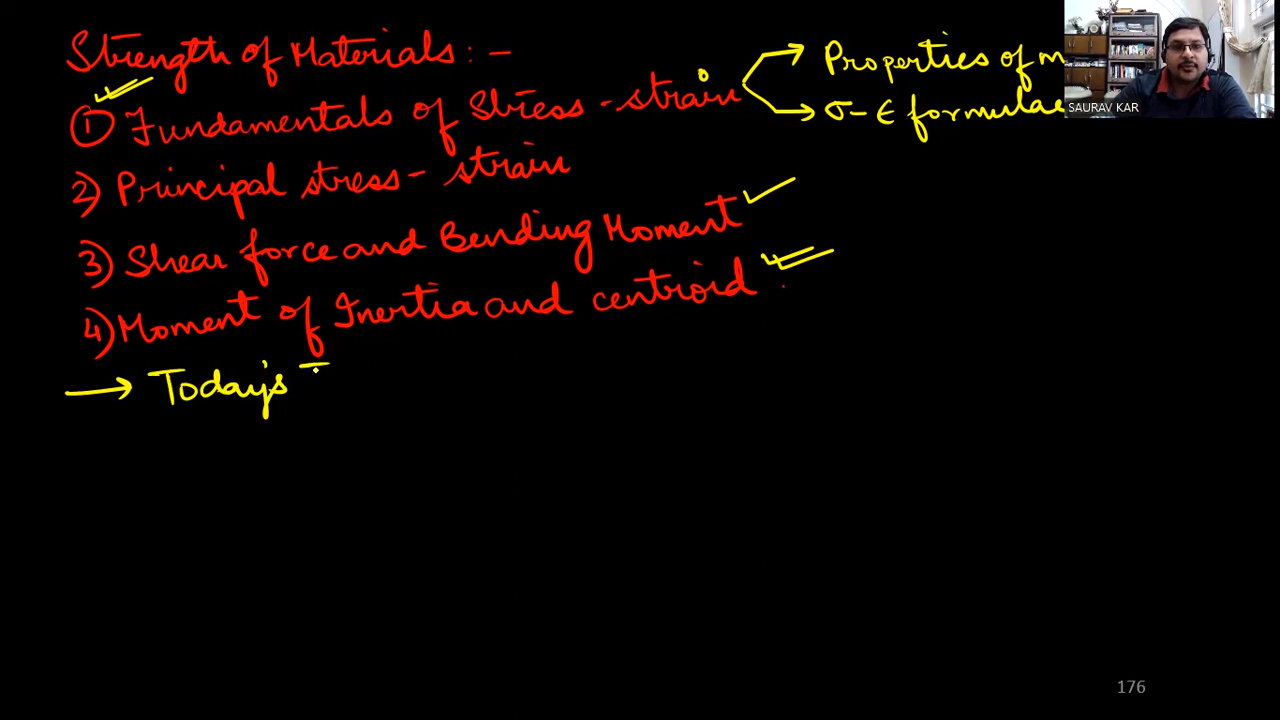 Strength of Materials :-
① Fundamentals of Stress - strain
Properties of m
σ-ε formulae
2) Principal stress - strain
3) Shear force and Bending Moment
4) Moment of Inertia and centroid.
→ Today's T
SAURAV KAR
176